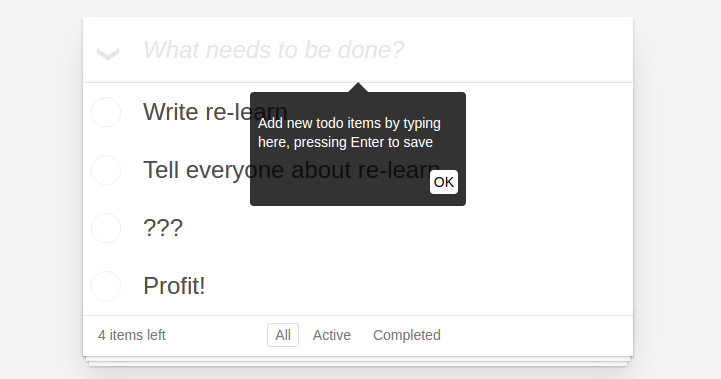 What needs to be done?
Write re-learn
Add new todo items by typing
here, pressing Enter to save
Tell everyone about re-learn
OK
???
Profit!
4 items left
All
Active
Completed